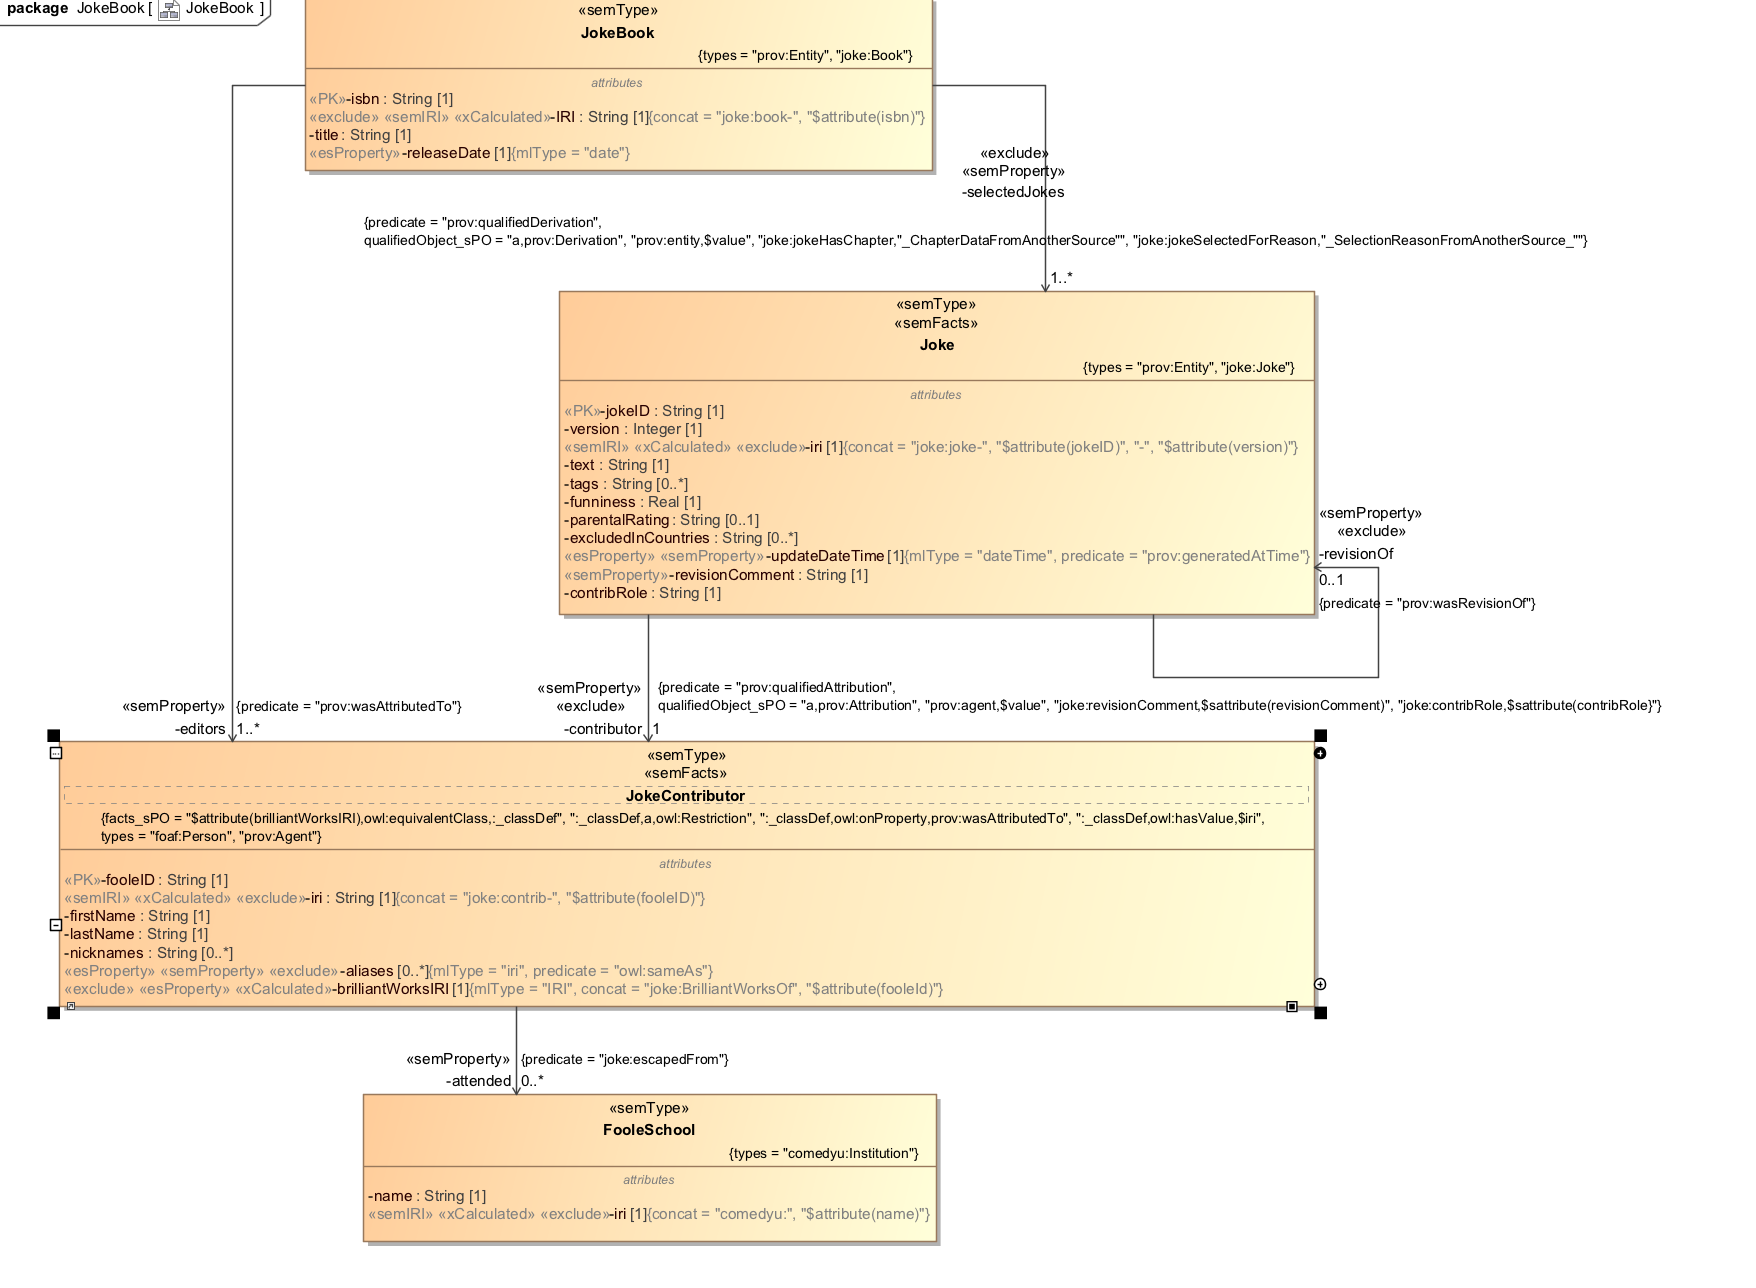 package JokeBook [ JokeBook ]
«semType»
JokeBook
{types = "prov:Entity", "joke:Book"}
attributes
«PK»-isbn : String [1]
«exclude» «semIRI» «xCalculated»-IRI : String [1]{concat = "joke:book-", "$attribute(isbn)"}
-title : String [1]
«esProperty»-releaseDate [1]{mlType = "date"}
«exclude»
«semProperty»
-selectedJokes
{predicate = "prov:qualifiedDerivation",
qualifiedObject_sPO = "a,prov:Derivation", "prov:entity,$value", "joke:jokeHasChapter,"_ChapterDataFromAnotherSource"", "joke:jokeSelectedForReason,"_SelectionReasonFromAnotherSource_""}
1..*
«semType»
«semFacts»
Joke
{types = "prov:Entity", "joke:Joke"}
attributes
«PK»-jokeID : String [1]
-version : Integer [1]
«semIRI» «xCalculated» «exclude»-iri [1]{concat = "joke:joke-", "$attribute(jokeID)", "-", "$attribute(version)"}
-text : String [1]
-tags : String [0..*]
-funniness : Real [1]
-parentalRating : String [0..1]
-excludedInCountries : String [0..*]
«esProperty» «semProperty»-updateDateTime [1]{mlType = "dateTime", predicate = "prov:generatedAtTime"}
«semProperty»-revisionComment : String [1]
-contribRole : String [1]
«semProperty»
«exclude»
-revisionOf
0..1
{predicate = "prov:wasRevisionOf"}
«semProperty» {predicate = "prov:wasAttributedTo"}
-editors 1..*
«semProperty»
«exclude»
-contributor 1
{predicate = "prov:qualifiedAttribution",
qualifiedObject_sPO = "a,prov:Attribution", "prov:agent,$value", "joke:revisionComment,$sattribute(revisionComment)", "joke:contribRole,$sattribute(contribRole}"}
«semType»
«semFacts»
JokeContributor
{facts_sPO = "$attribute(brilliantWorksIRI),owl:equivalentClass,:_classDef", ":_classDef,a,owl:Restriction", ":_classDef,owl:onProperty,prov:wasAttributedTo", ":_classDef,owl:hasValue,$iri",
types = "foaf:Person", "prov:Agent"}
attributes
«PK»-fooleID : String [1]
«semIRI» «xCalculated» «exclude»-iri : String [1]{concat = "joke:contrib-", "$attribute(fooleID)"}
-firstName : String [1]
-lastName : String [1]
-nicknames : String [0..*]
«esProperty» «semProperty» «exclude»-aliases [0..*]{mlType = "iri", predicate = "owl:sameAs"}
«exclude» «esProperty» «xCalculated»-brilliantWorksIRI [1]{mlType = "IRI", concat = "joke:BrilliantWorksOf", "$attribute(fooleId)"}
«semProperty» {predicate = "joke:escapedFrom"}
-attended 0..*
«semType»
FooleSchool
{types = "comedyu:Institution"}
attributes
-name : String [1]
«semIRI» «xCalculated» «exclude»-iri [1]{concat = "comedyu:", "$attribute(name)"}